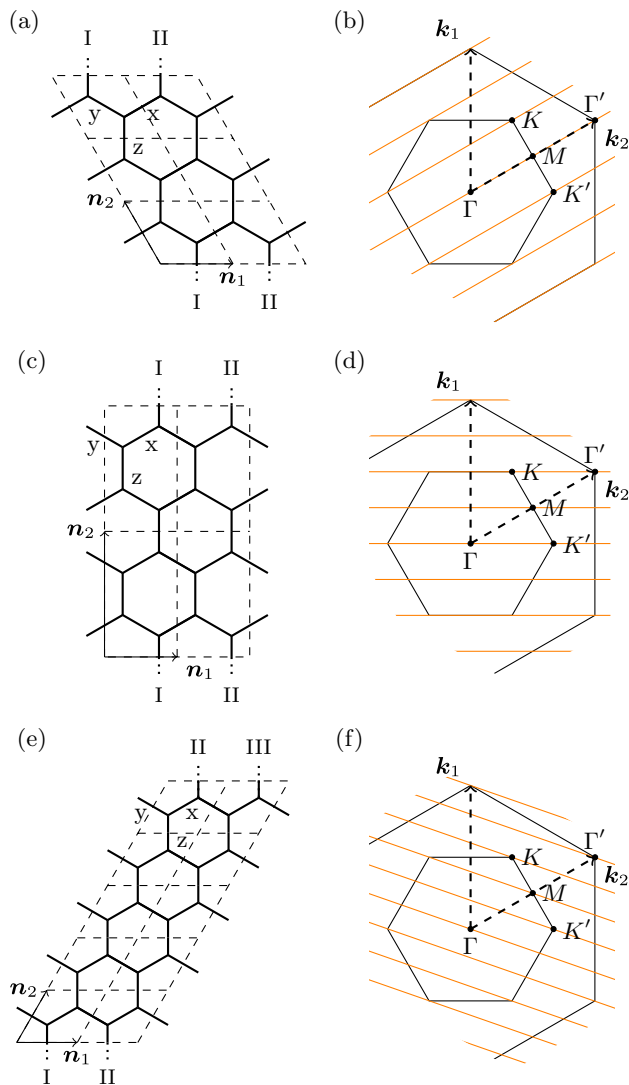 (a)
I II
y x
z
n₂
n₁
I II
(b)
k₁
Γ′
K
k₂
M
Γ
K′
(c)
I II
y x
z
n₂
n₁
I II
(d)
k₁
Γ′
K
k₂
M
Γ
K′
(e)
II III
y x
z
n₂
n₁
I II
(f)
k₁
Γ′
K
k₂
M
Γ
K′